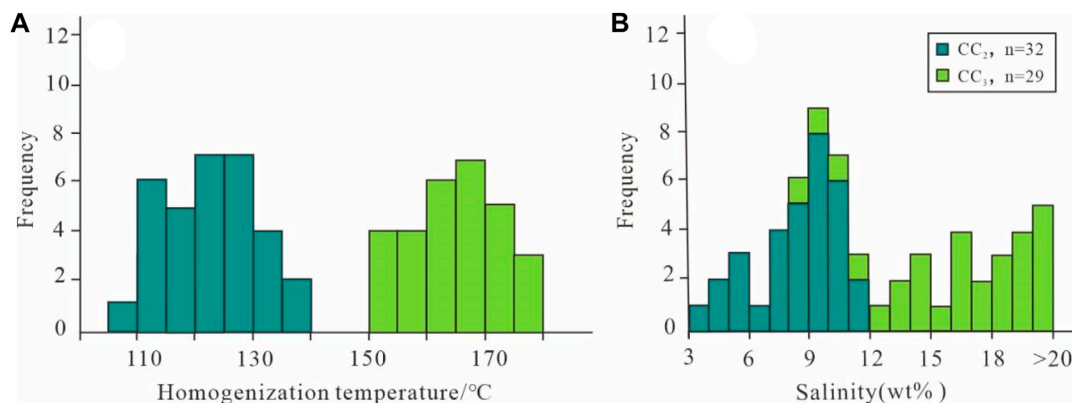 A
12
10
8
6
4
2
0
Frequency
110 130 150 170
Homogenization temperature/°C
B
12
10
8
6
4
2
0
Frequency
CC₂, n=32
CC₃, n=29
3 6 9 12 15 18 >20
Salinity(wt%)